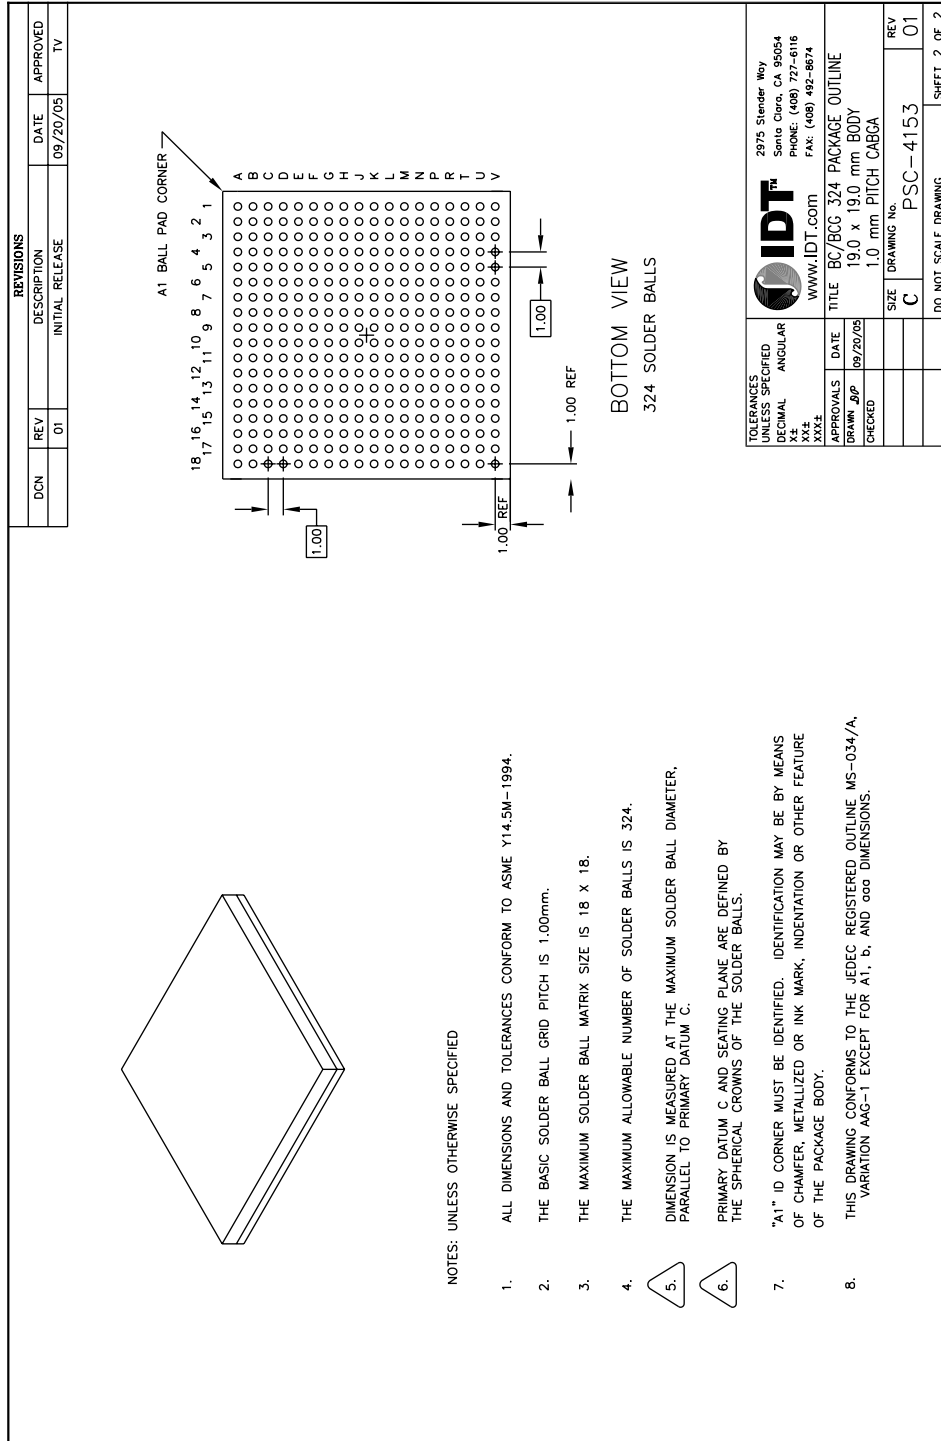 REVISIONS
DCN REV DESCRIPTION DATE APPROVED
01 INITIAL RELEASE 09/20/05 TV
A1 BALL PAD CORNER
18 17 16 15 14 13 12 11 10 9 8 7 6 5 4 3 2 1
A
B
C
D
E
F
G
H
J
K
L
M
N
P
R
T
U
V
1.00
1.00 REF
1.00
1.00 REF
BOTTOM VIEW
324 SOLDER BALLS
NOTES: UNLESS OTHERWISE SPECIFIED
1. ALL DIMENSIONS AND TOLERANCES CONFORM TO ASME Y14.5M-1994.
2. THE BASIC SOLDER BALL GRID PITCH IS 1.00mm.
3. THE MAXIMUM SOLDER BALL MATRIX SIZE IS 18 X 18.
4. THE MAXIMUM ALLOWABLE NUMBER OF SOLDER BALLS IS 324.
5. DIMENSION IS MEASURED AT THE MAXIMUM SOLDER BALL DIAMETER,
PARALLEL TO PRIMARY DATUM C.
6. PRIMARY DATUM C AND SEATING PLANE ARE DEFINED BY
THE SPHERICAL CROWNS OF THE SOLDER BALLS.
7. "A1" ID CORNER MUST BE IDENTIFIED. IDENTIFICATION MAY BE BY MEANS
OF CHAMFER, METALLIZED OR INK MARK, INDENTATION OR OTHER FEATURE
OF THE PACKAGE BODY.
8. THIS DRAWING CONFORMS TO THE JEDEC REGISTERED OUTLINE MS-034/A,
VARIATION AAG-1 EXCEPT FOR A1, b, AND aaa DIMENSIONS.
TOLERANCES
UNLESS SPECIFIED
DECIMAL ANGULAR
X±
XX±
XXX±
APPROVALS DATE
DRAWN 09/20/05
CHECKED
IDT™
www.IDT.com
2975 Stender Way
Santa Clara, CA 95054
PHONE: (408) 727-6116
FAX: (408) 492-8674
TITLE BC/BCG 324 PACKAGE OUTLINE
19.0 x 19.0 mm BODY
1.0 mm PITCH CABGA
SIZE DRAWING No. REV
C PSC-4153 01
DO NOT SCALE DRAWING SHEET 2 OF 2